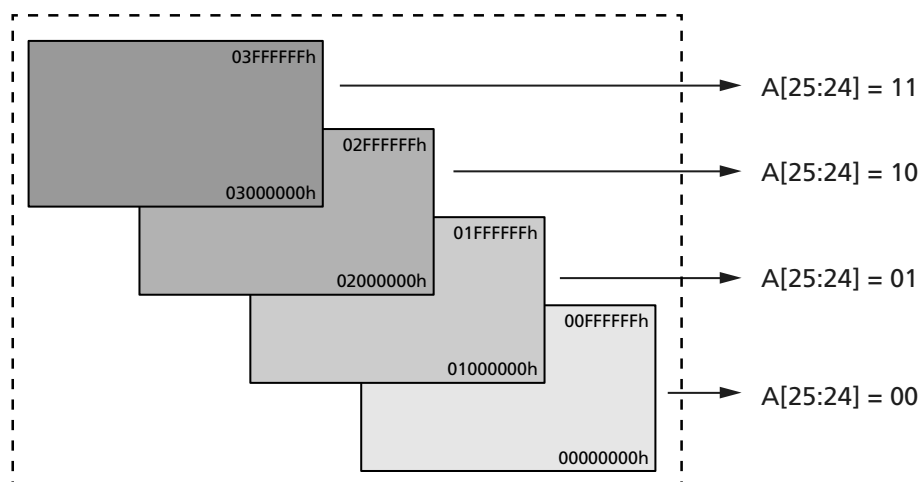 03FFFFFFh
A[25:24] = 11
02FFFFFFh
A[25:24] = 10
03000000h
01FFFFFFh
02000000h
A[25:24] = 01
00FFFFFFh
01000000h
A[25:24] = 00
00000000h